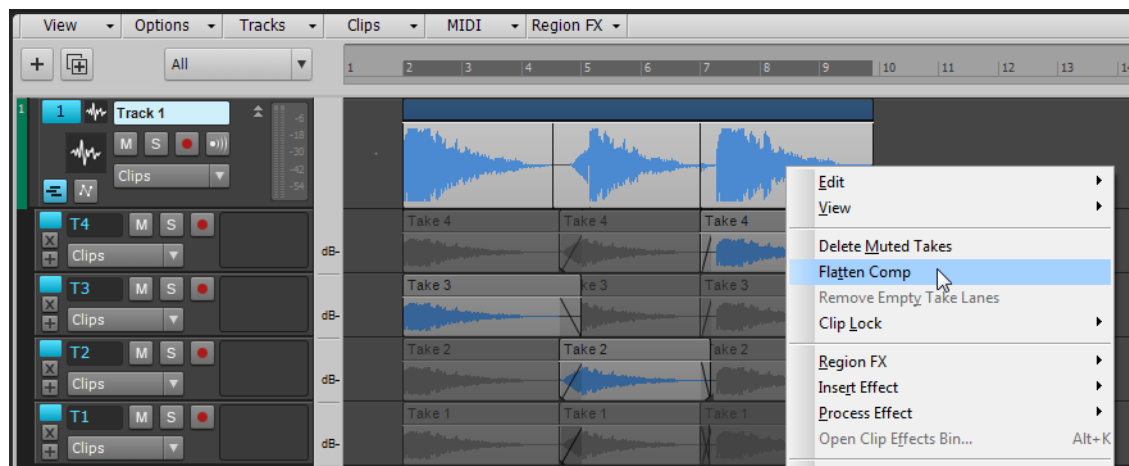 View Options Tracks Clips MIDI Region FX
+ All 1 2 3 4 5 6 7 8 9 10 11 12 13
1 1 Track 1 -6
M S -18
-30
Clips -42
-54
Edit
View
T4 M S Take 4 Take 4 Take 4
X Clips dB- Delete Muted Takes
Flatten Comp
T3 M S Take 3 ke 3 Take 3
Remove Empty Take Lanes
X Clips dB- Clip Lock
T2 M S Take 2 Take 2 ake 2
Region FX
X Clips dB- Insert Effect
T1 M S Take 1 Take 1 Take 1
Process Effect
X Clips dB- Open Clip Effects Bin... Alt+K